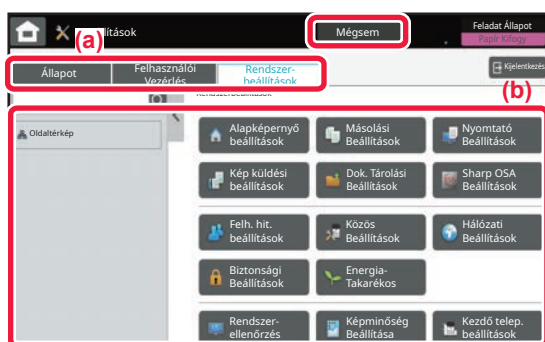 (a)
ítások
Mégsem
Feladat Állapot
Papír Kifogy
Állapot
Felhasználói
Vezérlés
Rendszer-
beállítások
Kijelentkezés
(b)
Oldaltérkép
Alapképernyő
beállítások
Másolási
Beállítások
Nyomtató
Beállítások
Kép küldési
beállítások
Dok. Tárolási
Beállítások
Sharp OSA
Beállítások
Felh. hit.
beállítások
Közös
Beállítások
Hálózati
Beállítások
Biztonsági
Beállítások
Energia-
Takarékos
Rendszer-
ellenőrzés
Képminőség
Beállítása
Kezdő telep.
beállítások